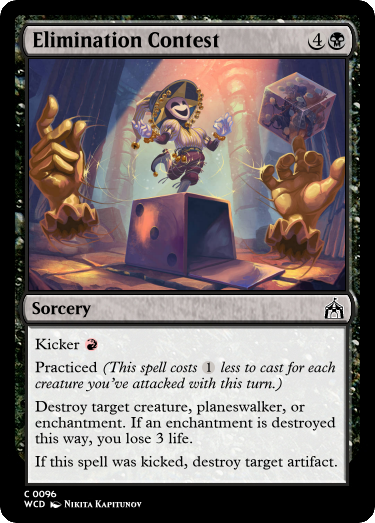 Elimination Contest 4
Sorcery
Kicker
Practiced (This spell costs 1 less to cast for each
creature you've attacked with this turn.)
Destroy target creature, planeswalker, or
enchantment. If an enchantment is destroyed
this way, you lose 3 life.
If this spell was kicked, destroy target artifact.
C 0096
WCD Nikita Kapitunov